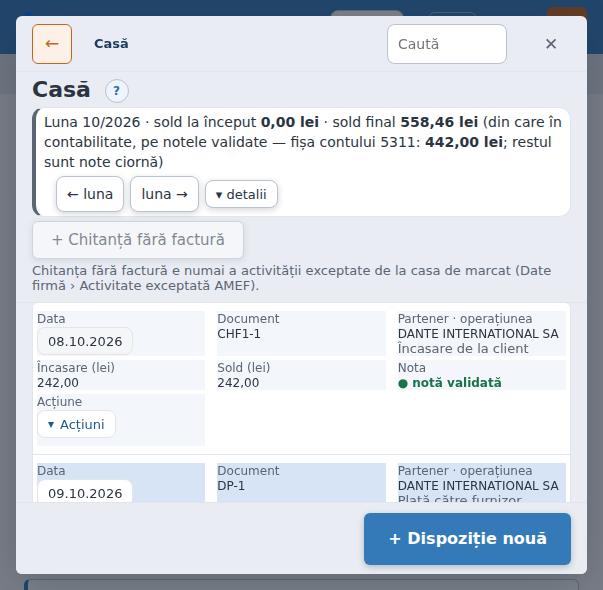 ←
Casă
Caută
✕
Casă
?
Luna 10/2026 · sold la început 0,00 lei · sold final 558,46 lei (din care în
contabilitate, pe notele validate — fișa contului 5311: 442,00 lei; restul
sunt note ciornă)
← luna
luna →
▾ detalii
+ Chitanță fără factură
Chitanța fără factură e numai a activității exceptate de casa de marcat (Date
firmă › Activitate exceptată AMEF).
Data
Document
Partener · operațiunea
08.10.2026
CHF1-1
DANTE INTERNATIONAL SA
Încasare de la client
Încasare (lei)
Sold (lei)
Nota
242,00
242,00
● notă validată
Acțiune
▾ Acțiuni
Data
Document
Partener · operațiunea
09.10.2026
DP-1
DANTE INTERNATIONAL SA
Plată către furnizor
+ Dispoziție nouă